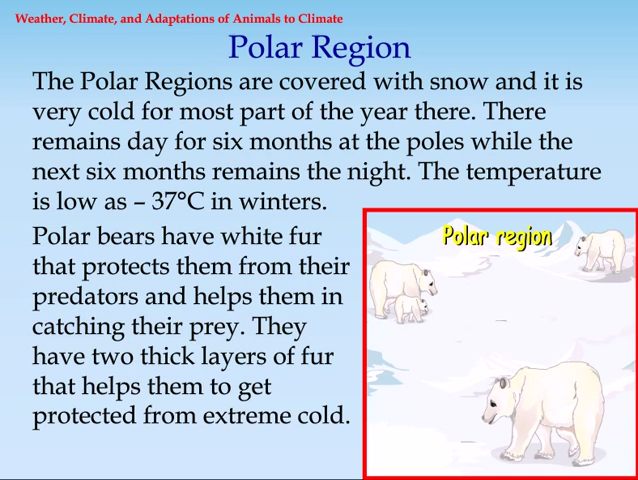 Weather, Climate, and Adaptations of Animals to Climate
Polar Region
The Polar Regions are covered with snow and it is
very cold for most part of the year there. There
remains day for six months at the poles while the
next six months remains the night. The temperature
is low as – 37°C in winters.
Polar bears have white fur
that protects them from their
predators and helps them in
catching their prey. They
have two thick layers of fur
that helps them to get
protected from extreme cold.
Polar region